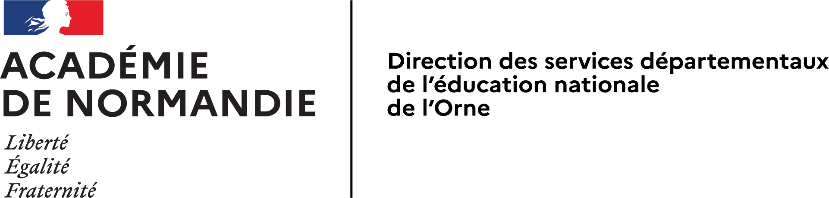 ACADÉMIE
DE NORMANDIE
Liberté
Égalité
Fraternité
Direction des services départementaux
de l'éducation nationale
de l'Orne